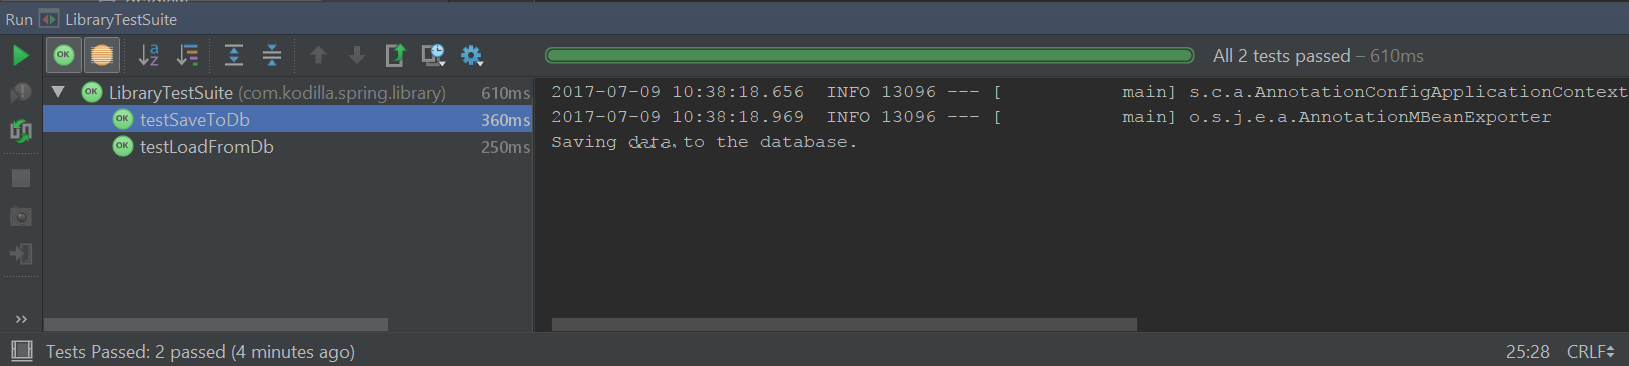 Run LibraryTestSuite
All 2 tests passed – 610ms
LibraryTestSuite (com.kodilla.spring.library) 610ms
testSaveToDb 360ms
testLoadFromDb 250ms
2017-07-09 10:38:18.656 INFO 13096 --- [ main] s.c.a.AnnotationConfigApplicationContext
2017-07-09 10:38:18.969 INFO 13096 --- [ main] o.s.j.e.a.AnnotationMBeanExporter
Saving to the database.
Tests Passed: 2 passed (4 minutes ago) 25:28 CRLF